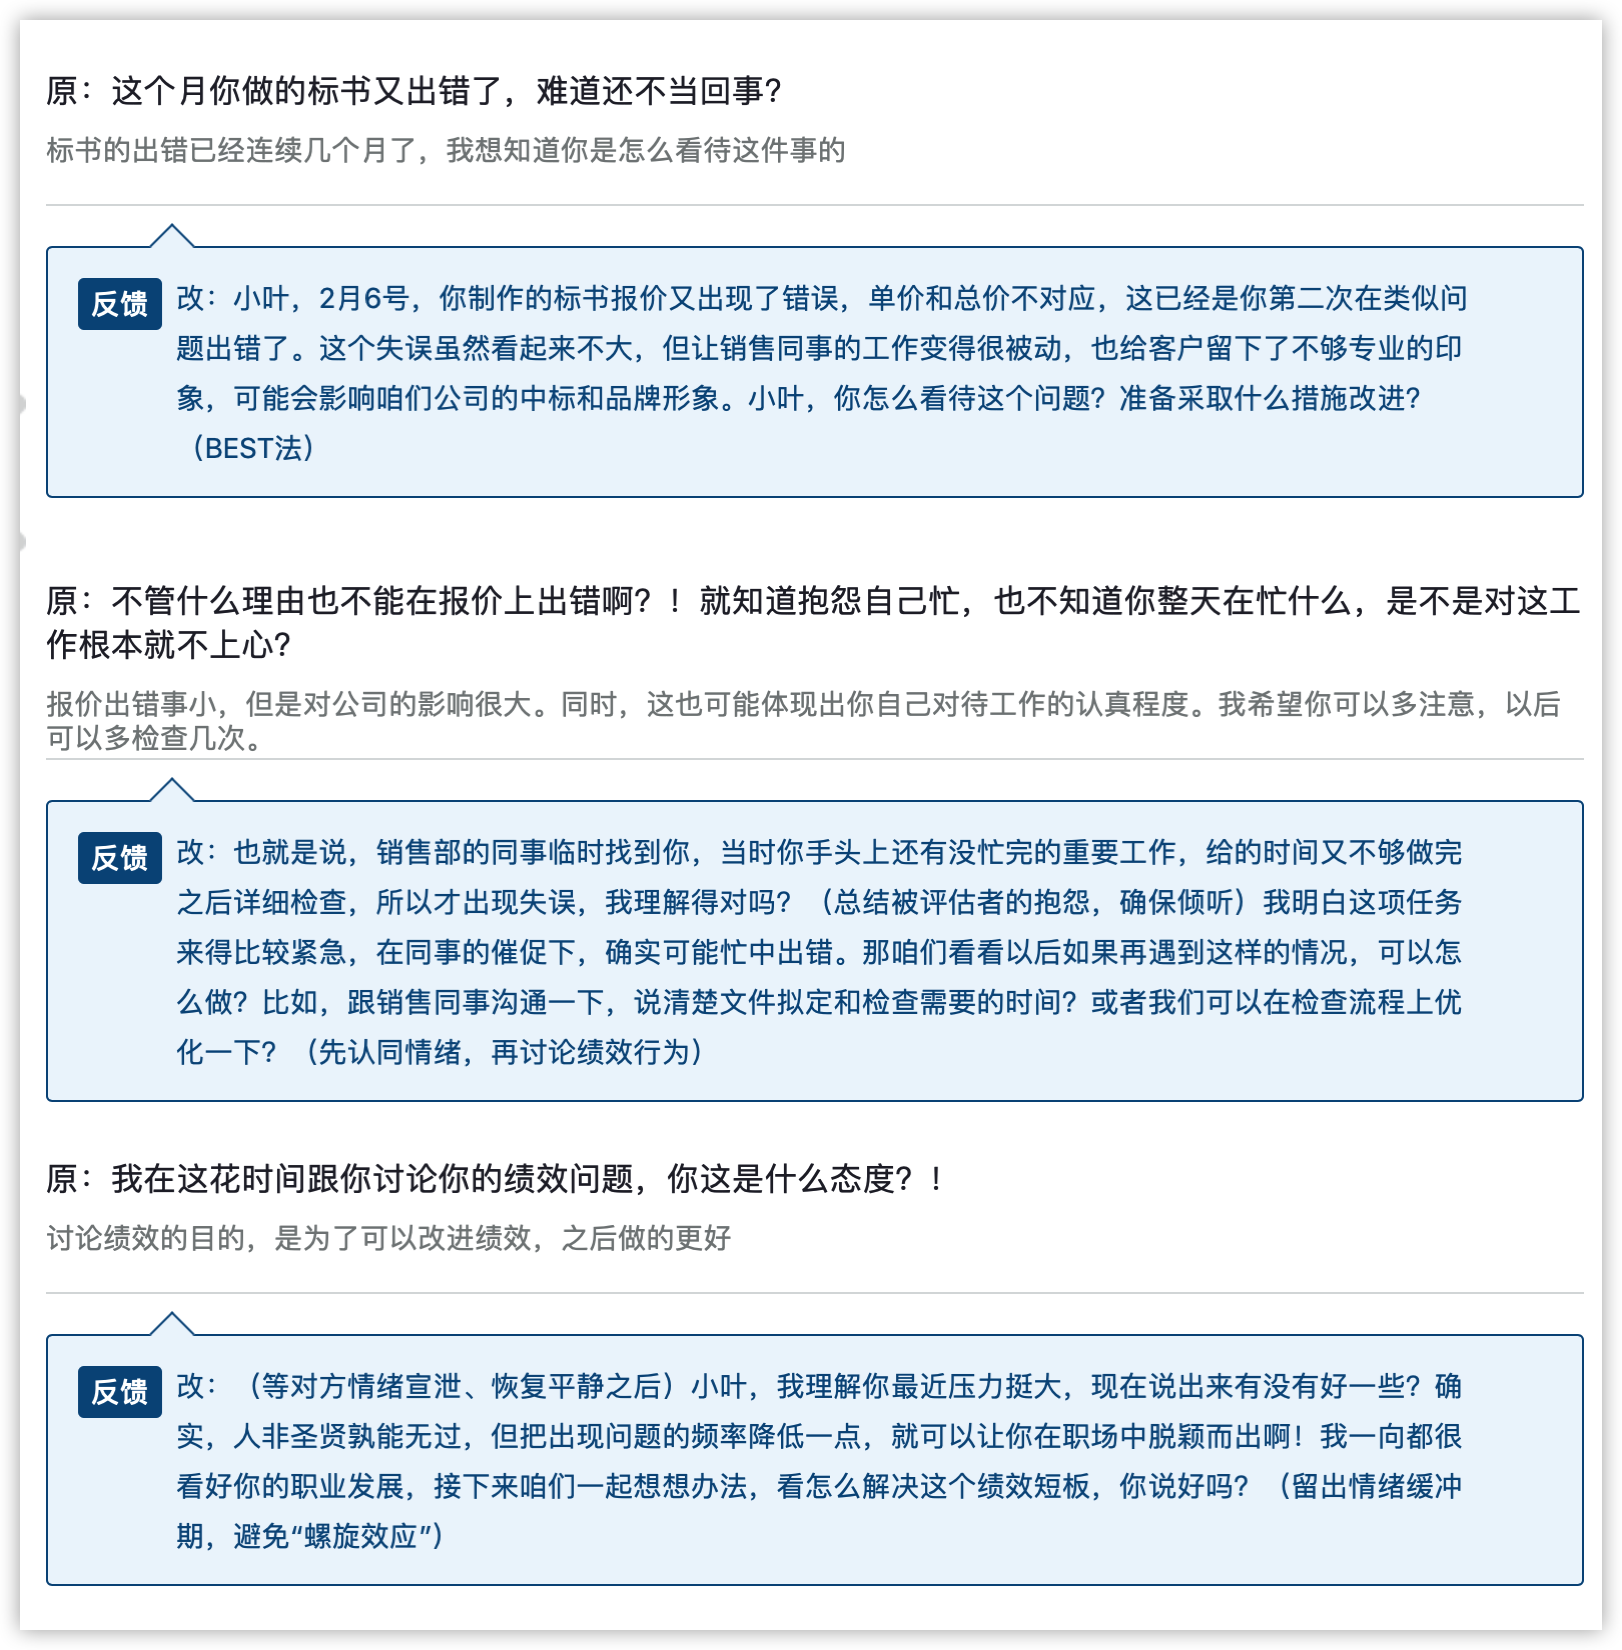 原：这个月你做的标书又出错了，难道还不当回事？
标书的出错已经连续几个月了，我想知道你是怎么看待这件事的
反馈
改：小叶，2月6号，你制作的标书报价又出现了错误，单价和总价不对应，这已经是你第二次在类似问
题出错了。这个失误虽然看起来不大，但让销售同事的工作变得很被动，也给客户留下了不够专业的印
象，可能会影响咱们公司的中标和品牌形象。小叶，你怎么看待这个问题？准备采取什么措施改进？
（BEST法）
原：不管什么理由也不能在报价上出错啊？！就知道抱怨自己忙，也不知道你整天在忙什么，是不是对这工
作根本就不上心？
报价出错事小，但是对公司的影响很大。同时，这也可能体现出你自己对待工作的认真程度。我希望你可以多注意，以后
可以多检查几次。
反馈
改：也就是说，销售部的同事临时找到你，当时你手头上还有没忙完的重要工作，给的时间又不够做完
之后详细检查，所以才出现失误，我理解得对吗？（总结被评估者的抱怨，确保倾听）我明白这项任务
来得比较紧急，在同事的催促下，确实可能忙中出错。那咱们看看以后如果再遇到这样的情况，可以怎
么做？比如，跟销售同事沟通一下，说清楚文件拟定和检查需要的时间？或者我们可以在检查流程上优
化一下？（先认同情绪，再讨论绩效行为）
原：我在这花时间跟你讨论你的绩效问题，你这是什么态度？！
讨论绩效的目的，是为了可以改进绩效，之后做的更好
反馈
改：（等对方情绪宣泄、恢复平静之后）小叶，我理解你最近压力挺大，现在说出来有没有好一些？确
实，人非圣贤孰能无过，但把出现问题的频率降低一点，就可以让你在职场中脱颖而出啊！我一向都很
看好你的职业发展，接下来咱们一起想想办法，看怎么解决这个绩效短板，你说好吗？（留出情绪缓冲
期，避免“螺旋效应”）